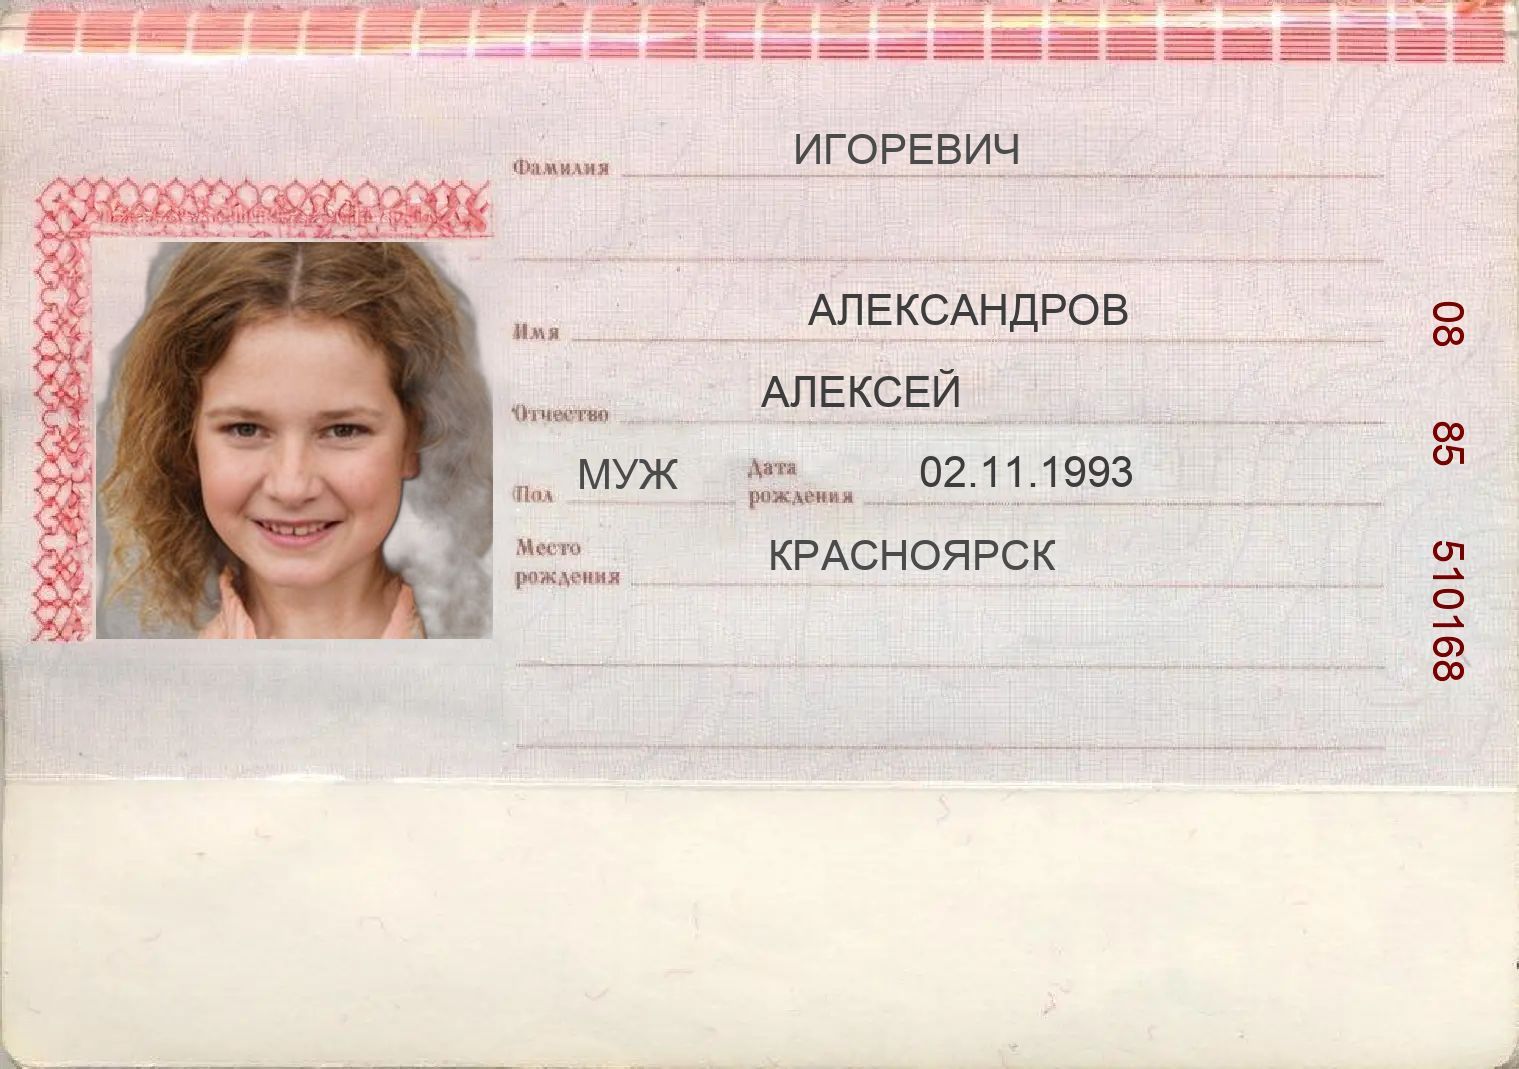 Фамилия ИГОРЕВИЧ
Имя АЛЕКСАНДРОВ
Отчество АЛЕКСЕЙ
Пол МУЖ Дата рождения 02.11.1993
Место рождения КРАСНОЯРСК
08 85 510168